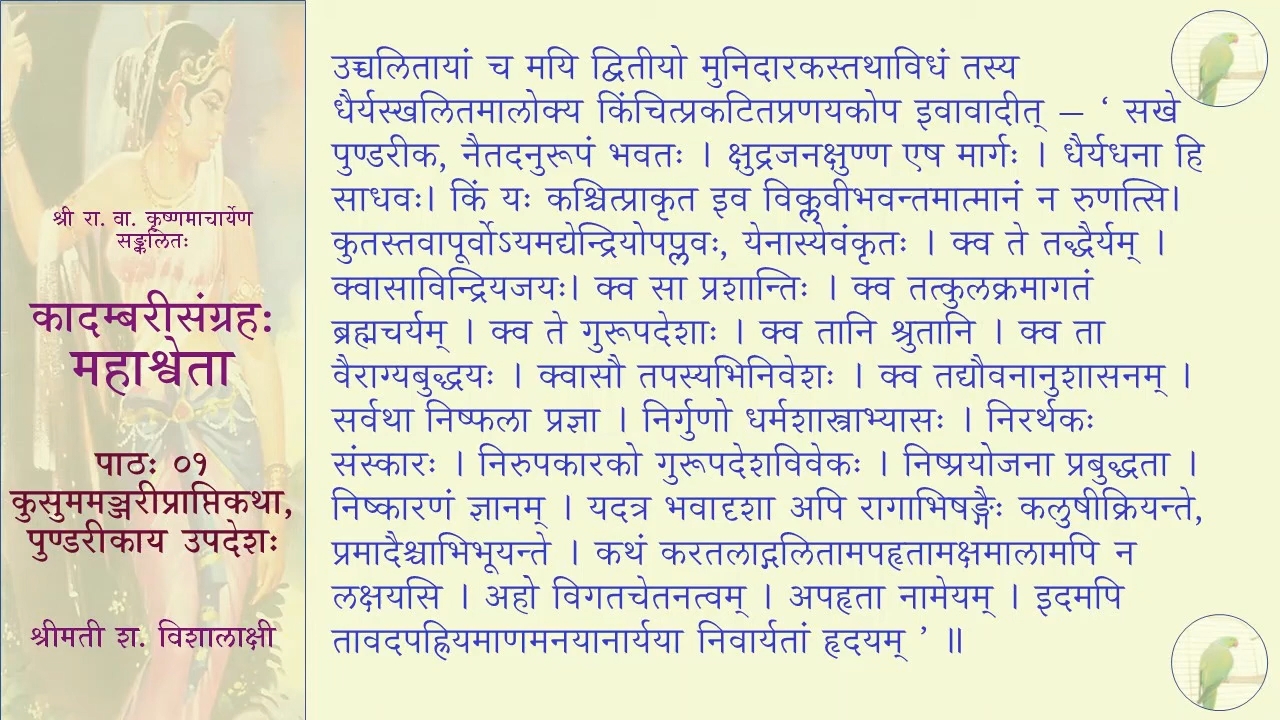 श्री रा. वा. कृष्णमाचार्येण
सङ्कलितः
कादम्बरीसंग्रहः
महाश्वेता
पाठः ०१
कुसुममञ्जरीप्राप्तिकथा,
पुण्डरीकाय उपदेशः
श्रीमती श. विशालाक्षी
उच्चलितायां च मयि द्वितीयो मुनिदारकस्तथाविधं तस्य
धैर्यस्खलितमालोक्य किंचित्प्रकटितप्रणयकोप इवावादीत् – ‘ सखे
पुण्डरीक, नैतदनुरूपं भवतः । क्षुद्रजनक्षुण्ण एष मार्गः । धैर्यधना हि
साधवः। किं यः कश्चित्प्राकृत इव विक्लवीभवन्तमात्मानं न रुणत्सि।
कुतस्तवापूर्वोऽयमद्येन्द्रियोपप्लवः, येनास्येवंकृतः । क्व ते तद्धैर्यम् ।
क्वासाविन्द्रियजयः। क्व सा प्रशान्तिः । क्व तत्कुलक्रमागतं
ब्रह्मचर्यम् । क्व ते गुरूपदेशाः । क्व तानि श्रुतानि । क्व ता
वैराग्यबुद्धयः । क्वासौ तपस्यभिनिवेशः । क्व तद्यौवनानुशासनम् ।
सर्वथा निष्फला प्रज्ञा । निर्गुणो धर्मशास्त्राभ्यासः । निरर्थकः
संस्कारः । निरुपकारको गुरूपदेशविवेकः । निष्प्रयोजना प्रबुद्धता ।
निष्कारणं ज्ञानम् । यदत्र भवादृशा अपि रागाभिषङ्गैः कलुषीक्रियन्ते,
प्रमादैश्चाभिभूयन्ते । कथं करतलाद्गलितामपहृतामक्षमालामपि न
लक्षयसि । अहो विगतचेतनत्वम् । अपहृता नामेयम् । इदमपि
तावदपह्रियमाणमनयानार्यया निवार्यतां हृदयम् ’ ॥